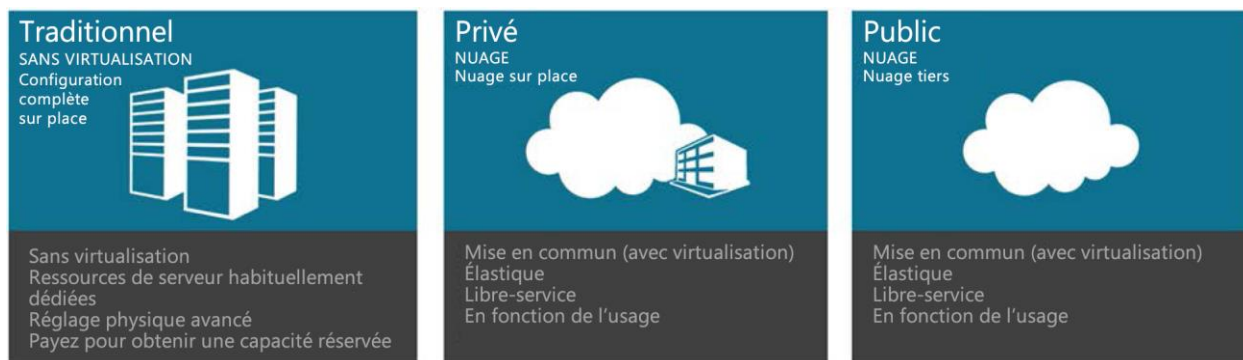 Traditionnel
SANS VIRTUALISATION
Configuration
complète
sur place
Sans virtualisation
Ressources de serveur habituellement
dédiées
Réglage physique avancé
Payez pour obtenir une capacité réservée
Privé
NUAGE
Nuage sur place
Mise en commun (avec virtualisation)
Élastique
Libre-service
En fonction de l’usage
Public
NUAGE
Nuage tiers
Mise en commun (avec virtualisation)
Élastique
Libre-service
En fonction de l’usage